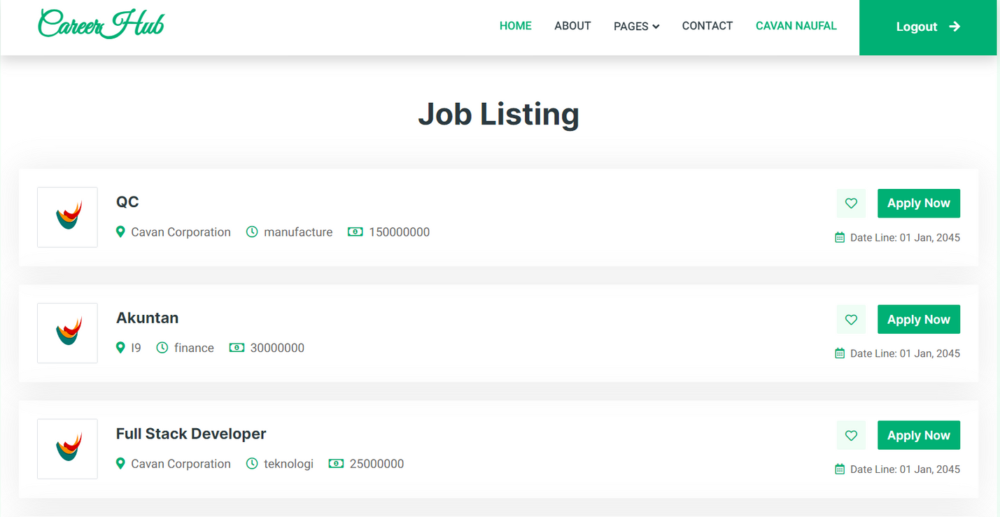 Career Hub HOME ABOUT PAGES CONTACT CAVAN NAUFAL Logout
Job Listing
QC
Cavan Corporation manufacture 150000000
Apply Now
Date Line: 01 Jan, 2045
Akuntan
I9 finance 30000000
Apply Now
Date Line: 01 Jan, 2045
Full Stack Developer
Cavan Corporation teknologi 25000000
Apply Now
Date Line: 01 Jan, 2045